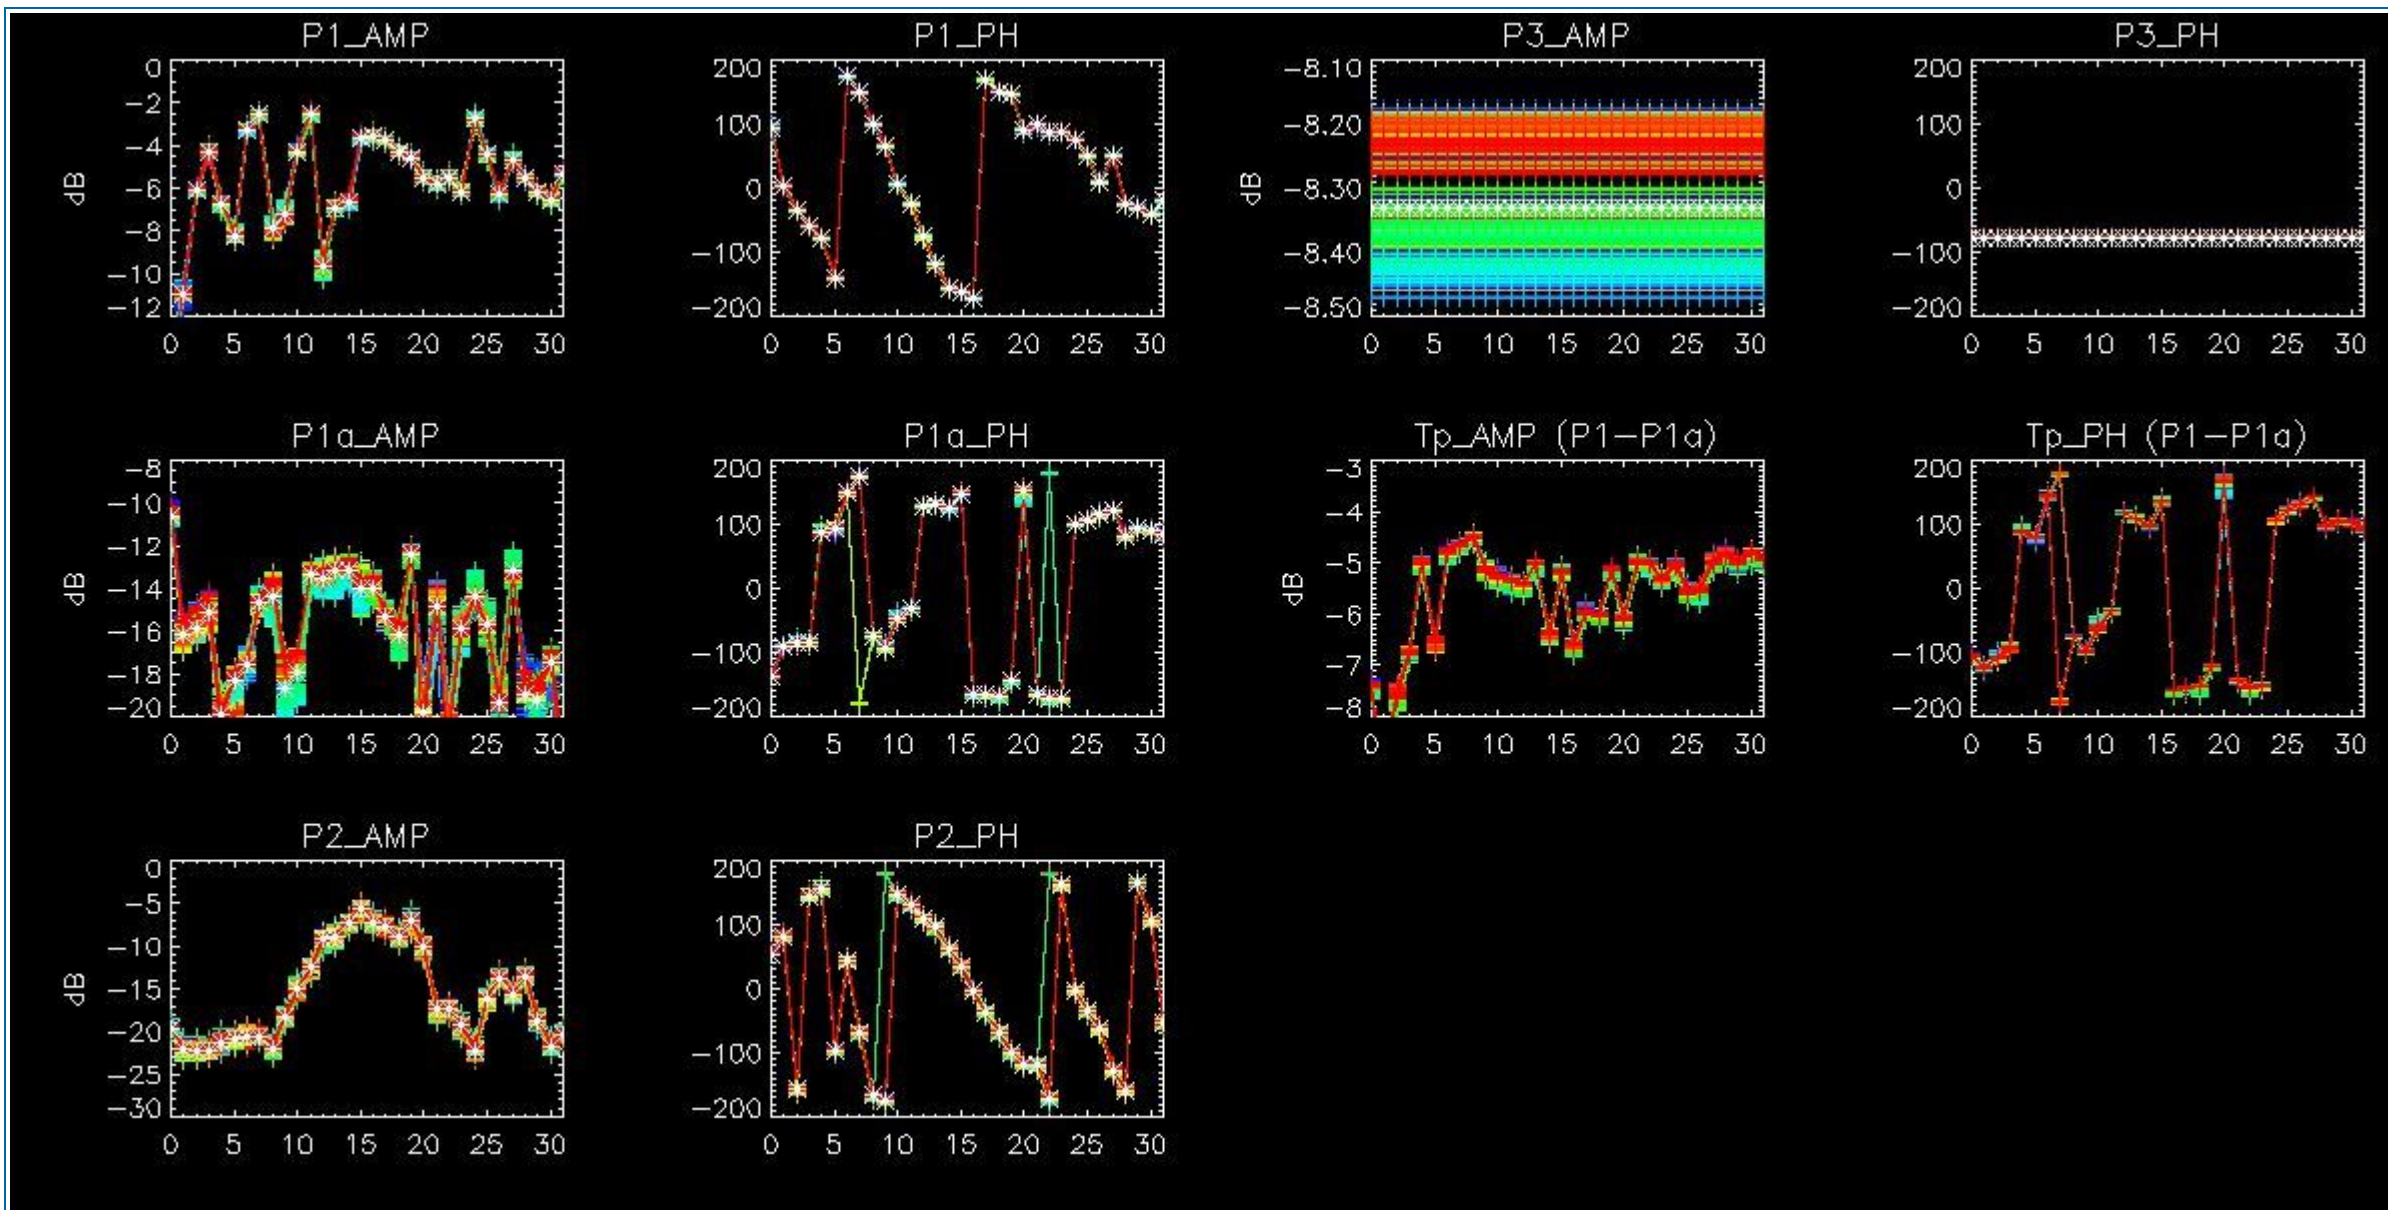 P1_AMP P1_PH P3_AMP P3_PH
0 200 −8.10 200
−2
−4 100 −8.20 100
dB −6 0 dB −8.30 0
−8
−10 −100 −8.40 −100
−12 −200 −8.50 −200
0 5 10 15 20 25 30 0 5 10 15 20 25 30 0 5 10 15 20 25 30 0 5 10 15 20 25 30
P1a_AMP P1a_PH Tp_AMP (P1−P1a) Tp_PH (P1−P1a)
−8 200 −3 200
−10 100 −4 100
−12
dB −14 0 dB −5 0
−16 −6
−18 −100 −7 −100
−20 −200 −8 −200
0 5 10 15 20 25 30 0 5 10 15 20 25 30 0 5 10 15 20 25 30 0 5 10 15 20 25 30
P2_AMP P2_PH
0 200
−5 100
−10
dB −15 0
−20 −100
−25
−30 −200
0 5 10 15 20 25 30 0 5 10 15 20 25 30